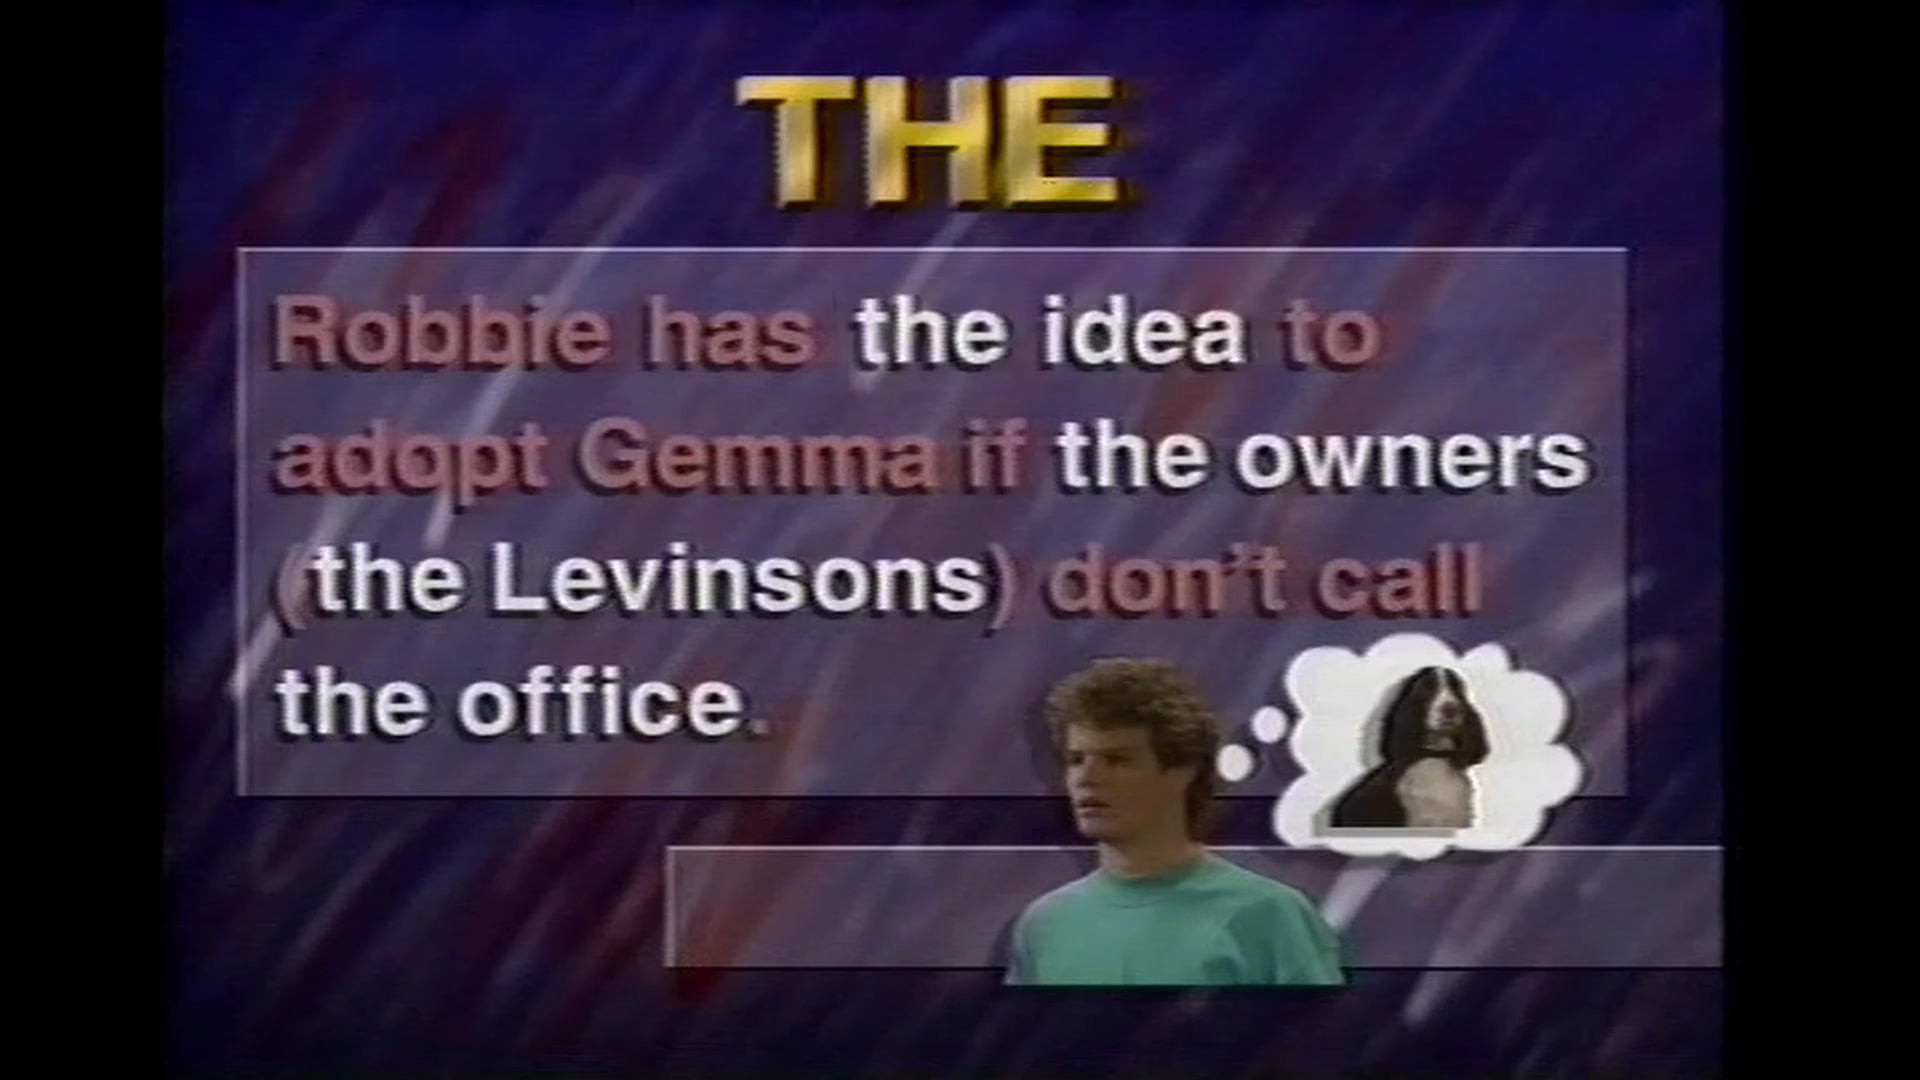 THE
Robbie has the idea to
adopt Gemma if the owners
(the Levinsons) don't call
the office.